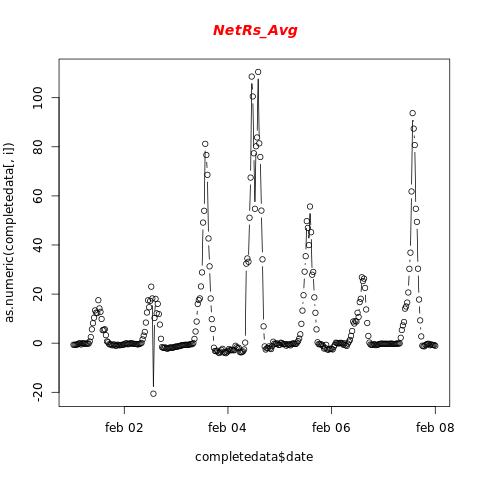 NetRs_Avg
as.numeric(completedata[, i])
100
80
60
40
20
0
-20
feb 02
feb 04
feb 06
feb 08
completedata$date